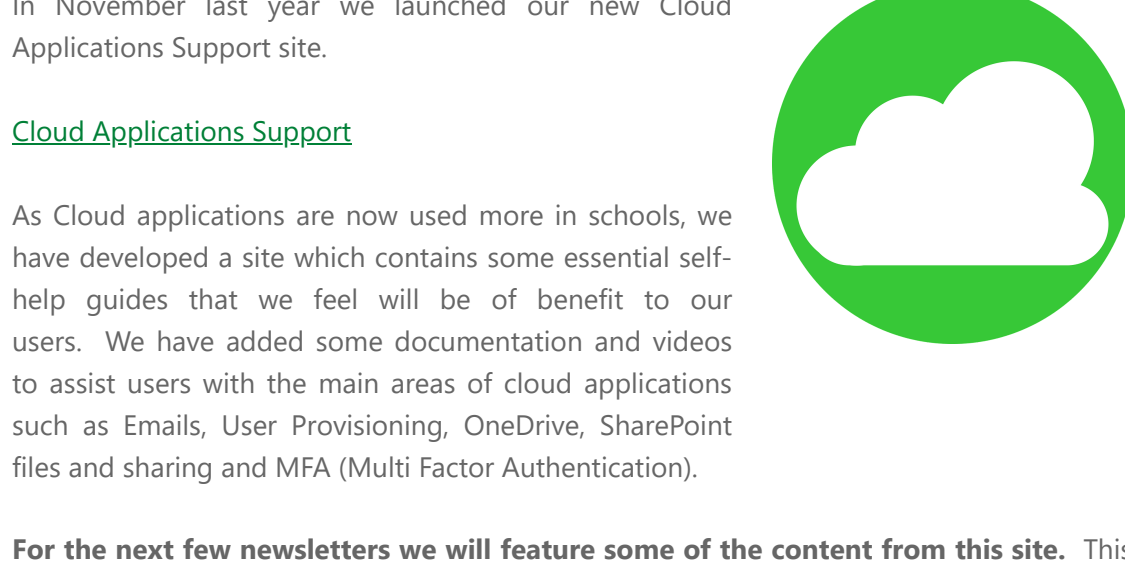 In November last year we launched our new Cloud
Applications Support site.
Cloud Applications Support
As Cloud applications are now used more in schools, we
have developed a site which contains some essential self-
help guides that we feel will be of benefit to our
users. We have added some documentation and videos
to assist users with the main areas of cloud applications
such as Emails, User Provisioning, OneDrive, SharePoint
files and sharing and MFA (Multi Factor Authentication).
For the next few newsletters we will feature some of the content from this site. This